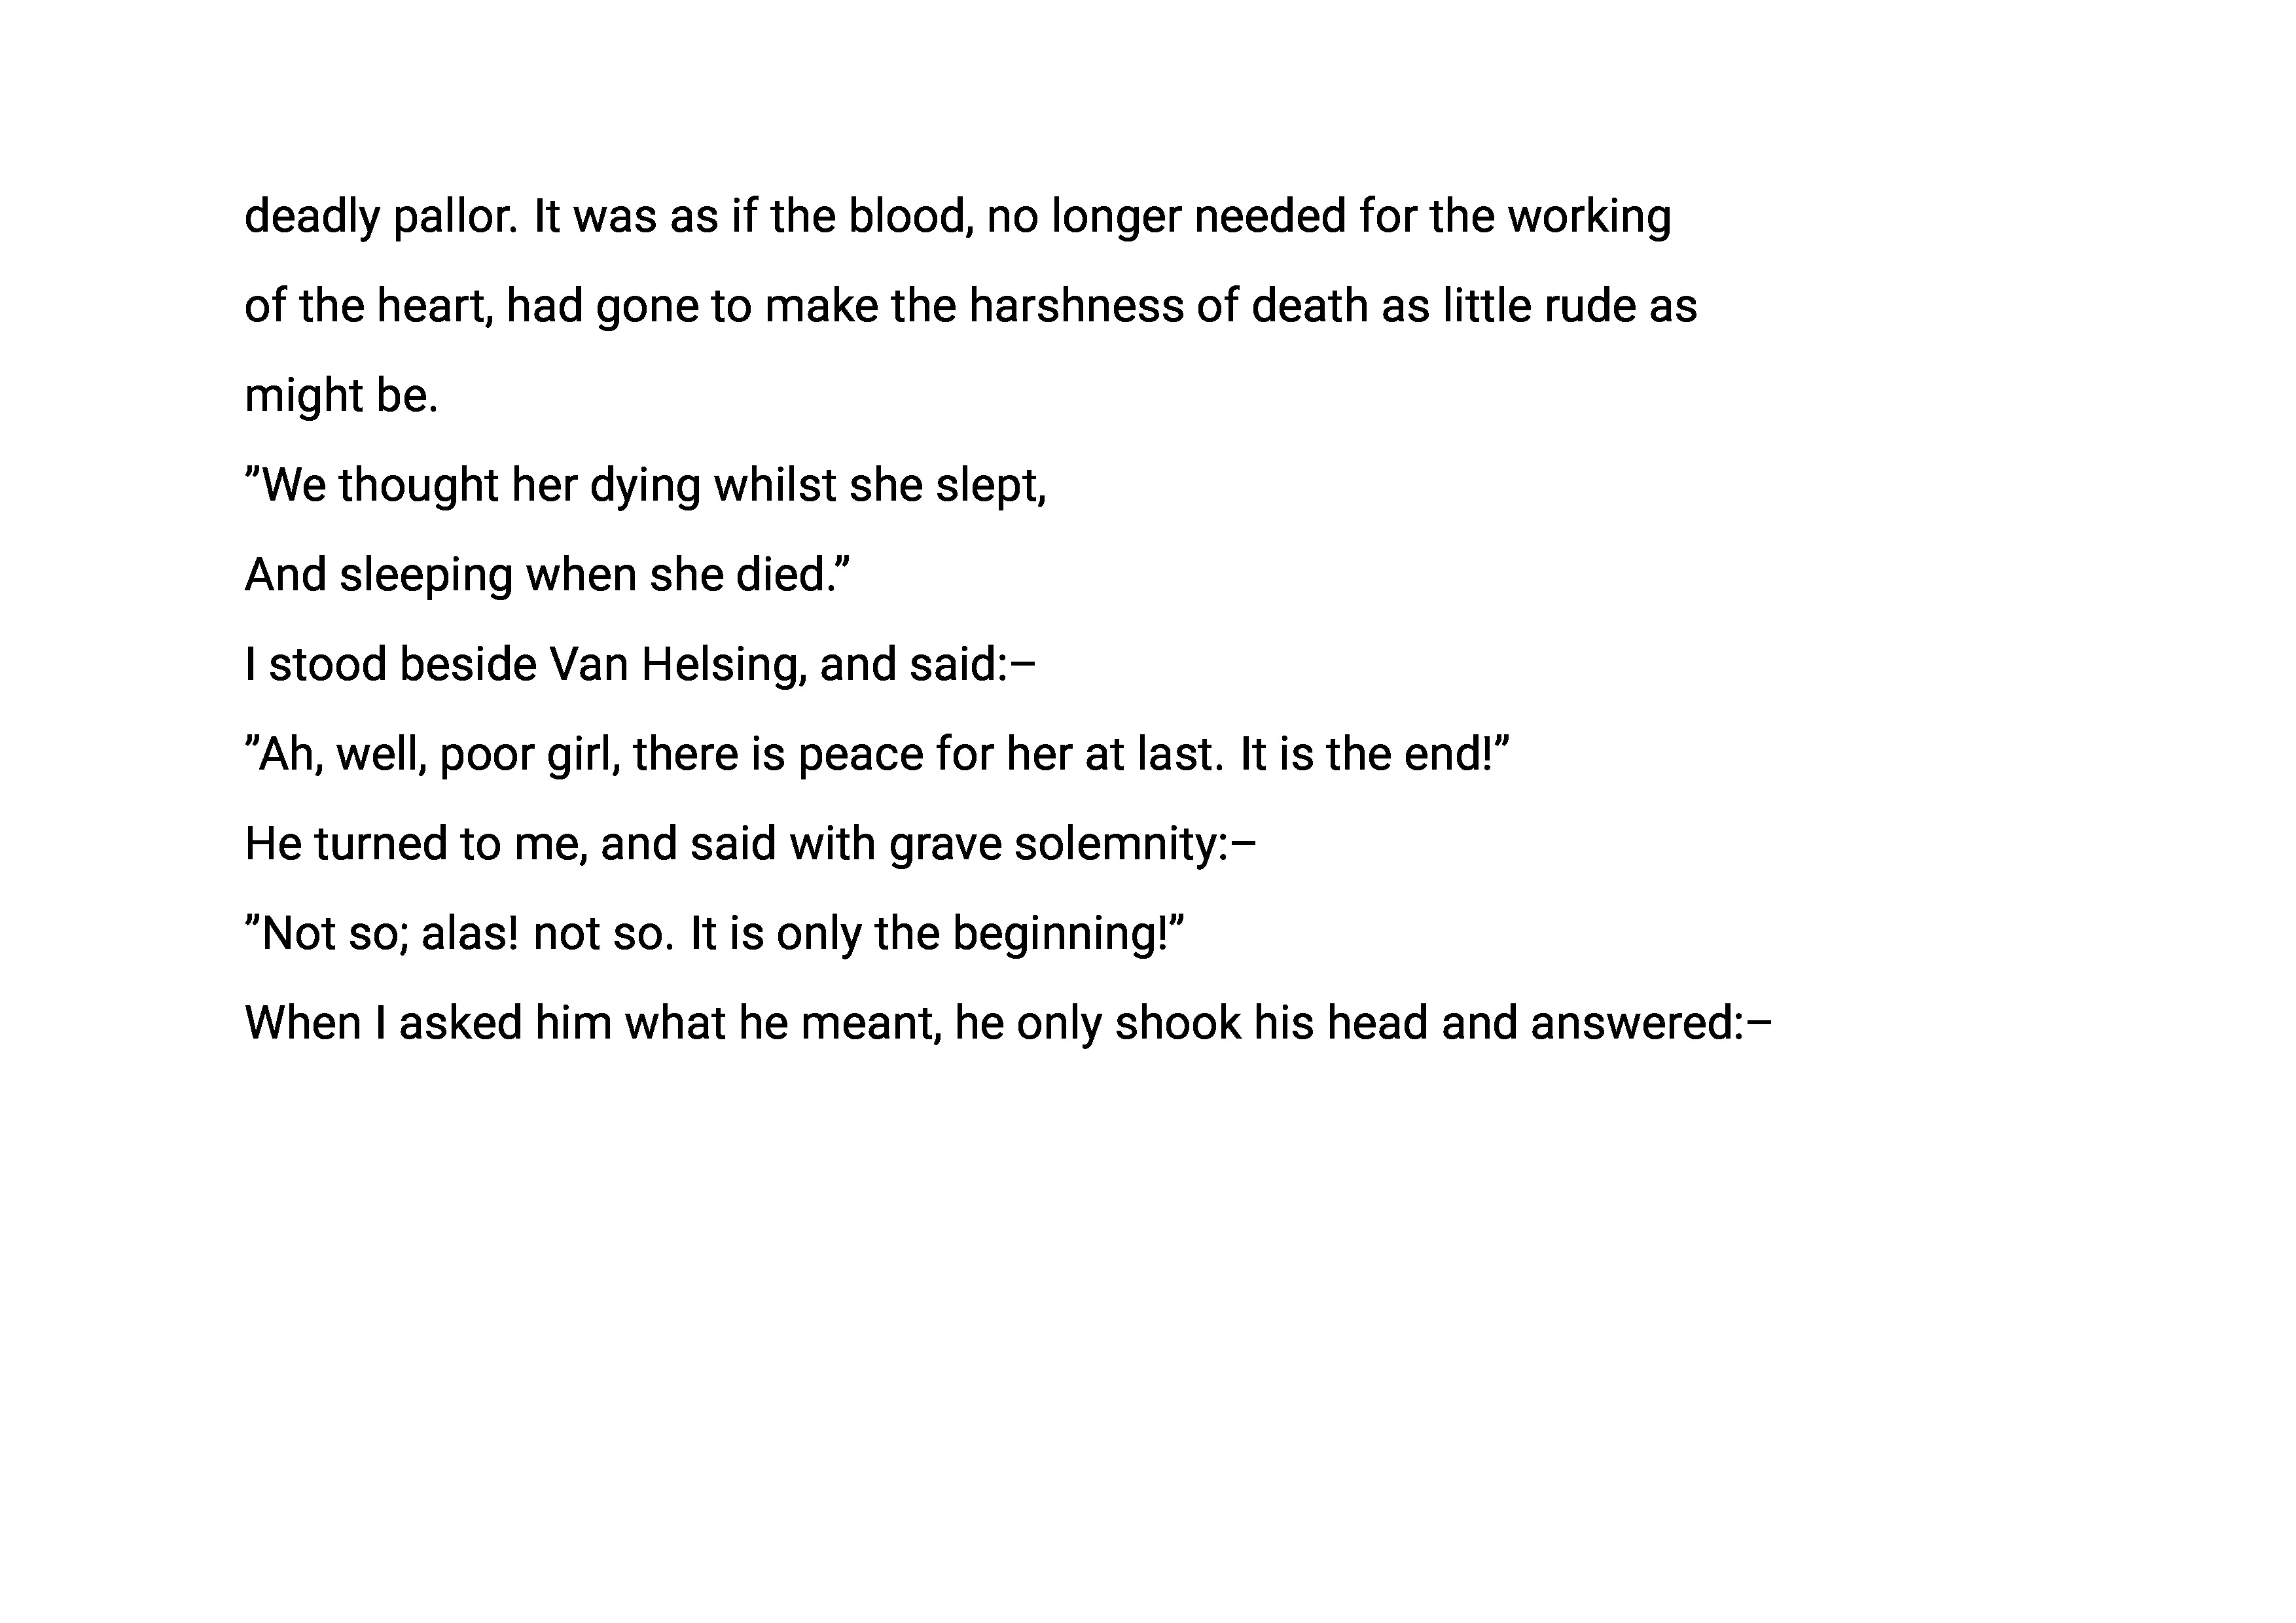 deadly pallor. It was as if the blood, no longer needed for the working
of the heart, had gone to make the harshness of death as little rude as
might be.
”We thought her dying whilst she slept,
And sleeping when she died.”
I stood beside Van Helsing, and said:–
”Ah, well, poor girl, there is peace for her at last. It is the end!”
He turned to me, and said with grave solemnity:–
”Not so; alas! not so. It is only the beginning!”
When I asked him what he meant, he only shook his head and answered:–